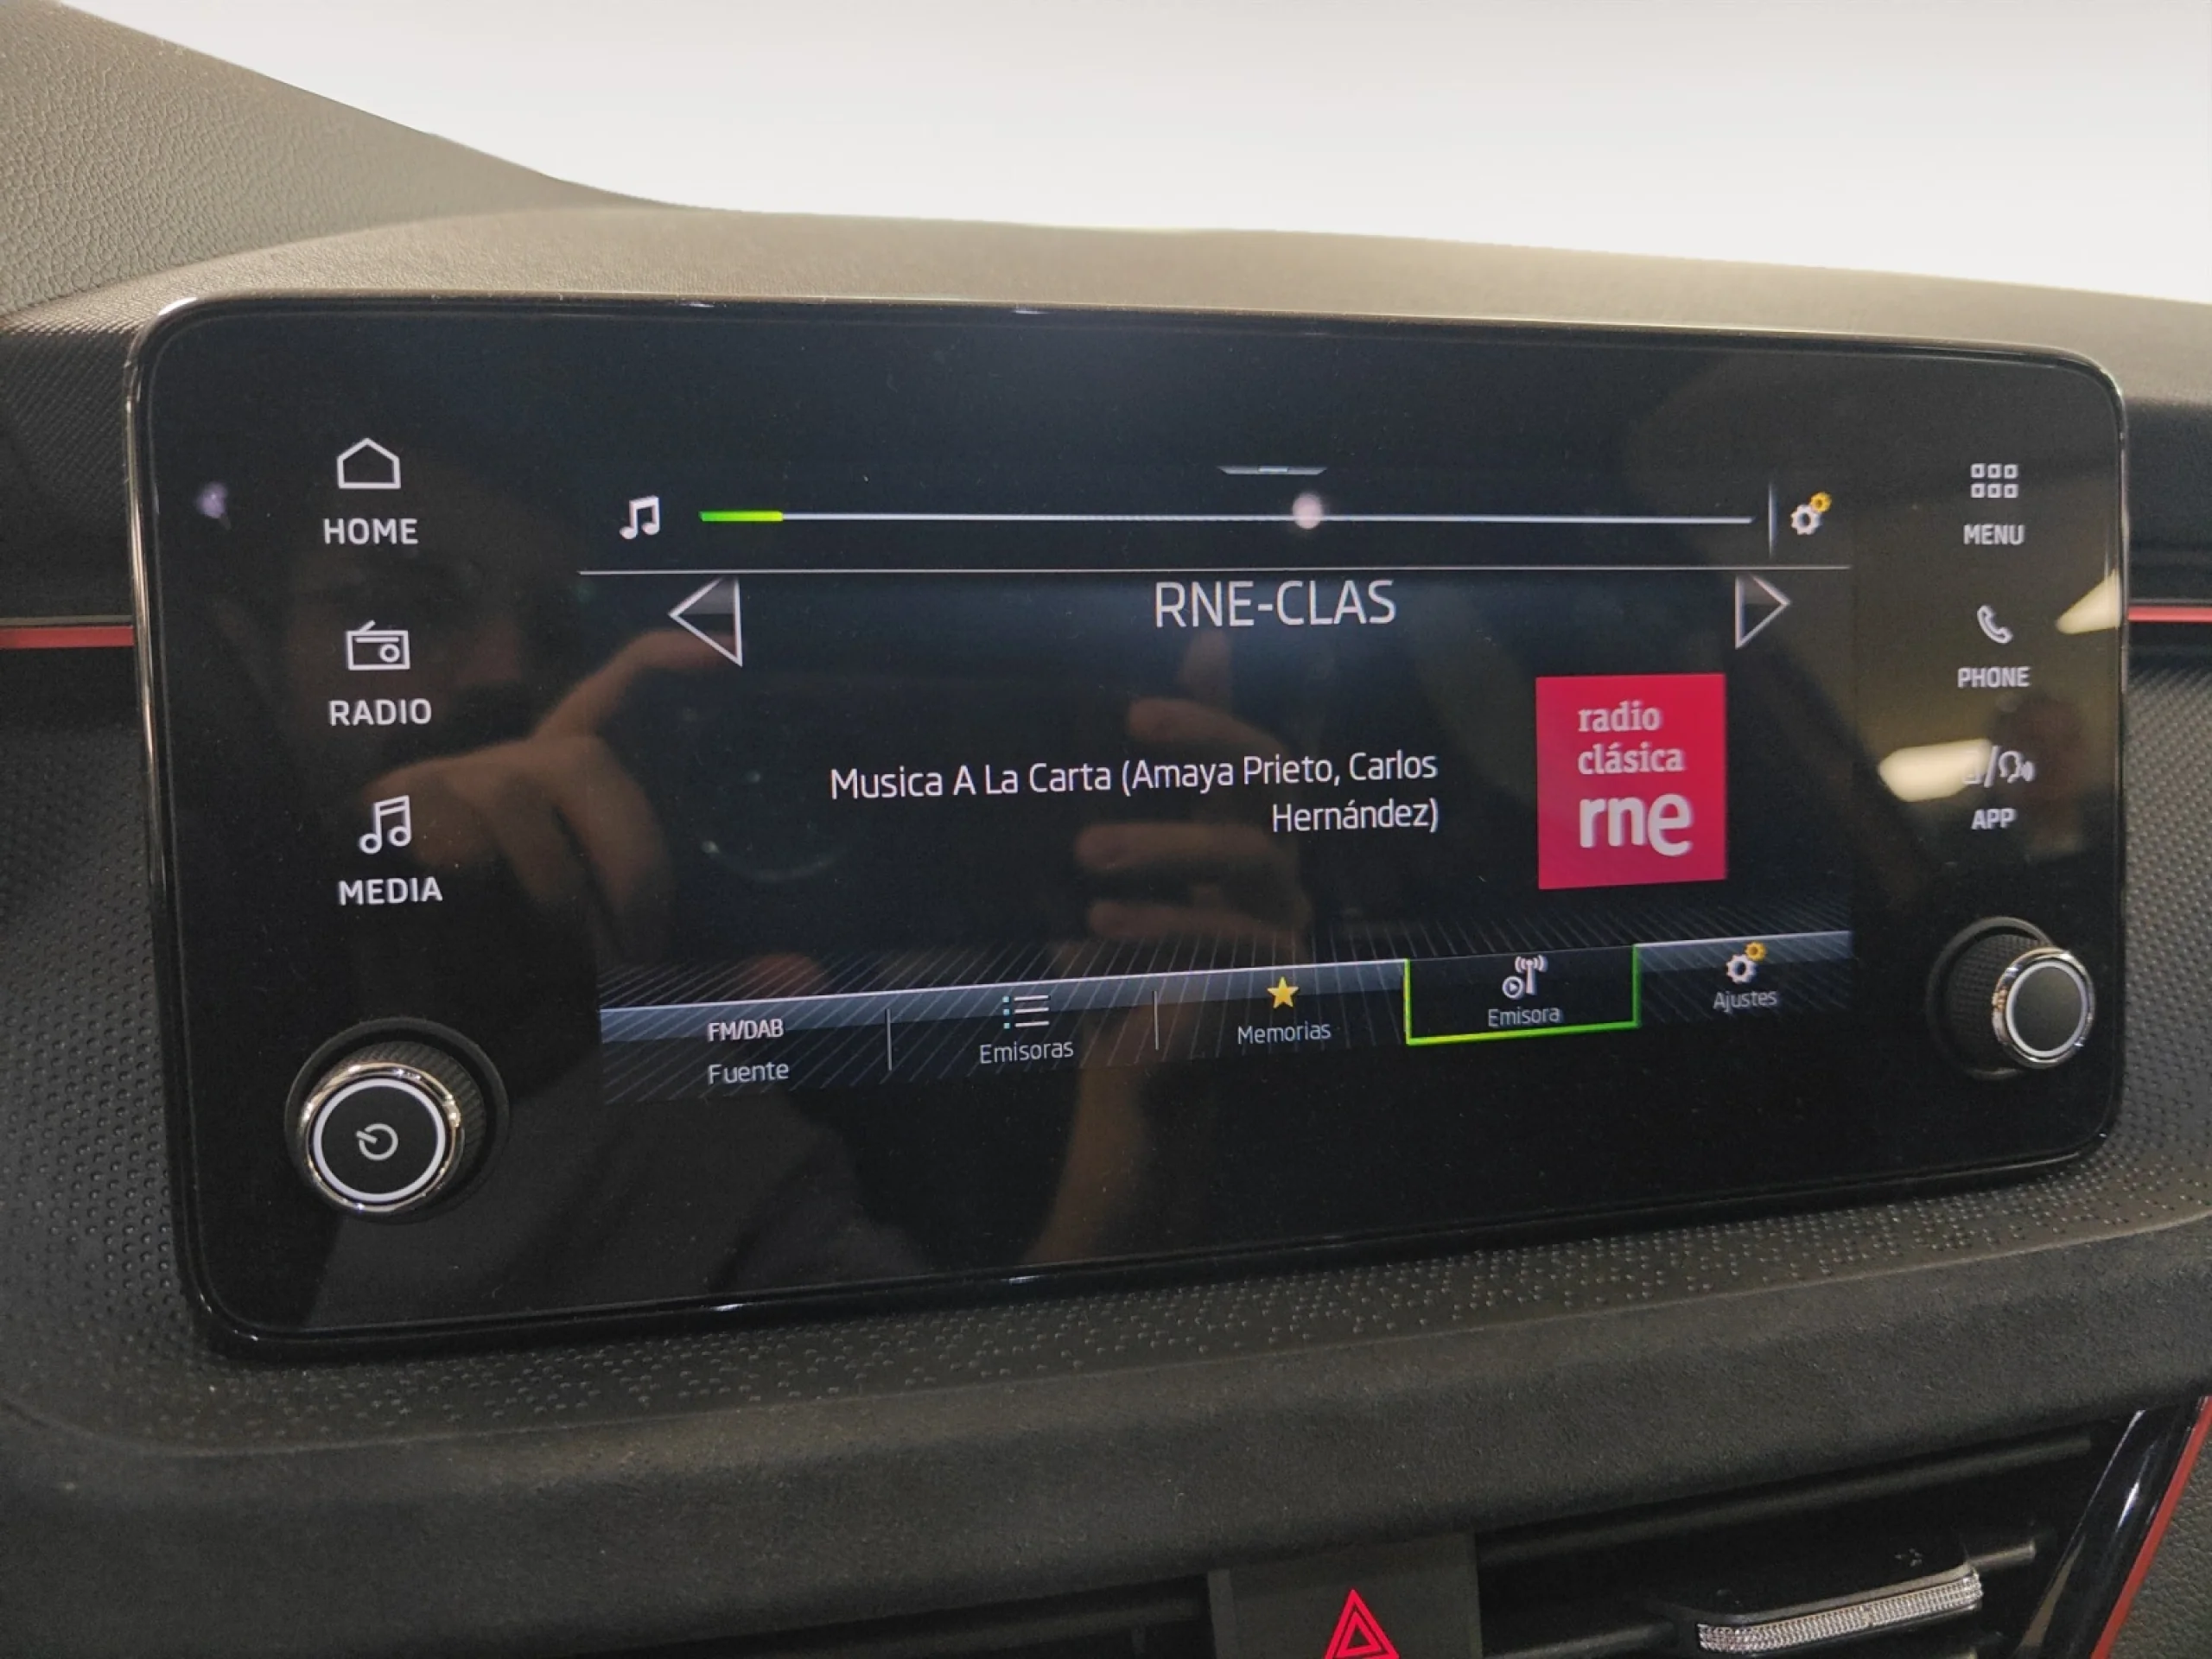 HOME
RADIO
MEDIA
RNE-CLAS
Musica A La Carta (Amaya Prieto, Carlos
Hernández)
radio
clásica
rne
FM/DAB
Fuente
Emisoras
Memorias
Emisora
Ajustes
MENU
PHONE
APP